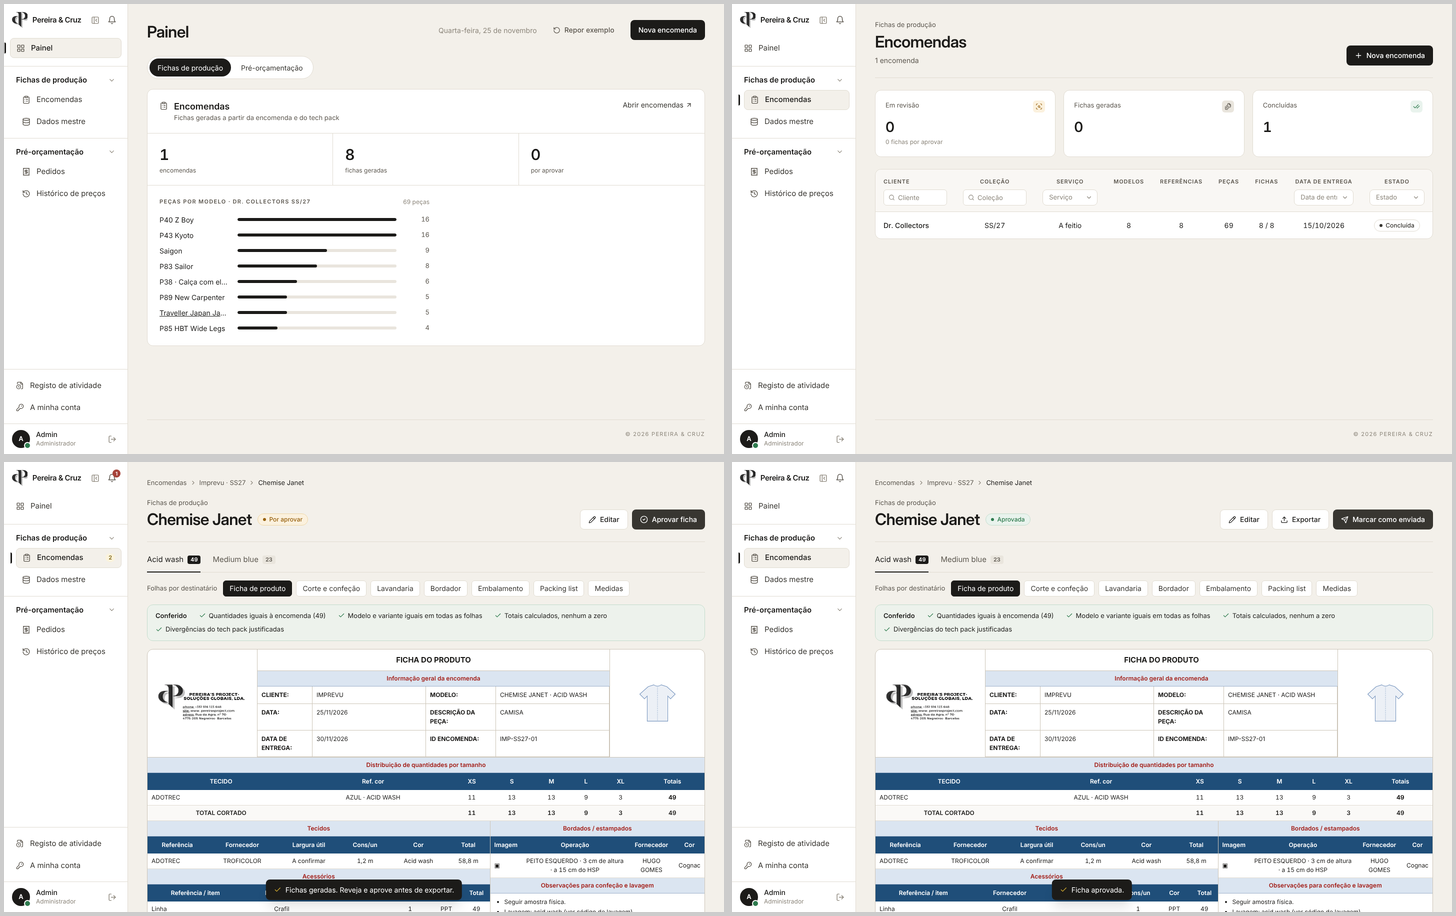 Pereira & Cruz
Painel
Fichas de produção
Encomendas
Dados mestre
Pré-orçamentação
Pedidos
Histórico de preços
Registo de atividade
A minha conta
A
Admin
Administrador
Painel
Quarta-feira, 25 de novembro
Repor exemplo
Nova encomenda
Fichas de produção
Pré-orçamentação
Encomendas
Fichas geradas a partir da encomenda e do tech pack
Abrir encomendas
1 8 0
encomendas fichas geradas por aprovar
PEÇAS POR MODELO · DR. COLLECTORS SS/27 69 peças
P40 Z Boy 16
P43 Kyoto 16
Saigon 9
P83 Sailor 8
P38 · Calça com el... 6
P89 New Carpenter 5
Traveller Japan Ja... 5
P85 HBT Wide Legs 4
© 2026 PEREIRA & CRUZ
Pereira & Cruz
Painel
Fichas de produção
Encomendas
Dados mestre
Pré-orçamentação
Pedidos
Histórico de preços
Registo de atividade
A minha conta
A
Admin
Administrador
Fichas de produção
Encomendas
1 encomenda
Nova encomenda
Em revisão Fichas geradas Concluídas
0 0 1
0 fichas por aprovar
CLIENTE COLEÇÃO SERVIÇO MODELOS REFERÊNCIAS PEÇAS FICHAS DATA DE ENTREGA ESTADO
Cliente Coleção Serviço Data de ent Estado
Dr. Collectors SS/27 A feitio 8 8 69 8 / 8 15/10/2026 Concluída
© 2026 PEREIRA & CRUZ
Pereira & Cruz 1
Painel
Fichas de produção
Encomendas 2
Dados mestre
Pré-orçamentação
Pedidos
Histórico de preços
Registo de atividade
A minha conta
A
Admin
Administrador
Encomendas > Imprevu · SS27 > Chemise Janet
Fichas de produção
Chemise Janet Por aprovar
Editar Aprovar ficha
Acid wash 49 Medium blue 23
Folhas por destinatário Ficha de produto Corte e confeção Lavandaria Bordador Embalamento Packing list Medidas
Conferido Quantidades iguais à encomenda (49) Modelo e variante iguais em todas as folhas Totais calculados, nenhum a zero
Divergências do tech pack justificadas
FICHA DO PRODUTO
Informação geral da encomenda
PEREIRA'S PROJECT·
SOLUÇÕES GLOBAIS, LDA.
CLIENTE: IMPREVU MODELO: CHEMISE JANET · ACID WASH
DATA: 25/11/2026 DESCRIÇÃO DA PEÇA: CAMISA
DATA DE ENTREGA: 30/11/2026 ID ENCOMENDA: IMP-SS27-01
Distribuição de quantidades por tamanho
TECIDO Ref. cor XS S M L XL Totais
ADOTREC AZUL · ACID WASH 11 13 13 9 3 49
TOTAL CORTADO 11 13 13 9 3 49
Tecidos Bordados / estampados
Referência Fornecedor Largura útil Cons/un Cor Total Imagem Operação Fornecedor Cor
ADOTREC TROFICOLOR A confirmar 1,2 m Acid wash 58,8 m PEITO ESQUERDO · 3 cm de altura · a 15 cm do HSP HUGO GOMES Cognac
Acessórios Observações para confeção e lavagem
Referência / item Total
Linha Crafil 1 PPT 49
Seguir amostra física.
Fichas geradas. Reveja e aprove antes de exportar.
Pereira & Cruz
Painel
Fichas de produção
Encomendas
Dados mestre
Pré-orçamentação
Pedidos
Histórico de preços
Registo de atividade
A minha conta
A
Admin
Administrador
Encomendas > Imprevu · SS27 > Chemise Janet
Fichas de produção
Chemise Janet Aprovada
Editar Exportar Marcar como enviada
Acid wash 49 Medium blue 23
Folhas por destinatário Ficha de produto Corte e confeção Lavandaria Bordador Embalamento Packing list Medidas
Conferido Quantidades iguais à encomenda (49) Modelo e variante iguais em todas as folhas Totais calculados, nenhum a zero
Divergências do tech pack justificadas
FICHA DO PRODUTO
Informação geral da encomenda
PEREIRA'S PROJECT·
SOLUÇÕES GLOBAIS, LDA.
CLIENTE: IMPREVU MODELO: CHEMISE JANET · ACID WASH
DATA: 25/11/2026 DESCRIÇÃO DA PEÇA: CAMISA
DATA DE ENTREGA: 30/11/2026 ID ENCOMENDA: IMP-SS27-01
Distribuição de quantidades por tamanho
TECIDO Ref. cor XS S M L XL Totais
ADOTREC AZUL · ACID WASH 11 13 13 9 3 49
TOTAL CORTADO 11 13 13 9 3 49
Tecidos Bordados / estampados
Referência Fornecedor Largura útil Cons/un Cor Total Imagem Operação Fornecedor Cor
ADOTREC TROFICOLOR A confirmar 1,2 m Acid wash 58,8 m PEITO ESQUERDO · 3 cm de altura · a 15 cm do HSP HUGO GOMES Cognac
Acessórios Observações para confeção e lavagem
Referência / item Fornecedor ons/un Cor Total
Linha Crafil 1 PPT 49
Seguir amostra física.
Ficha aprovada.